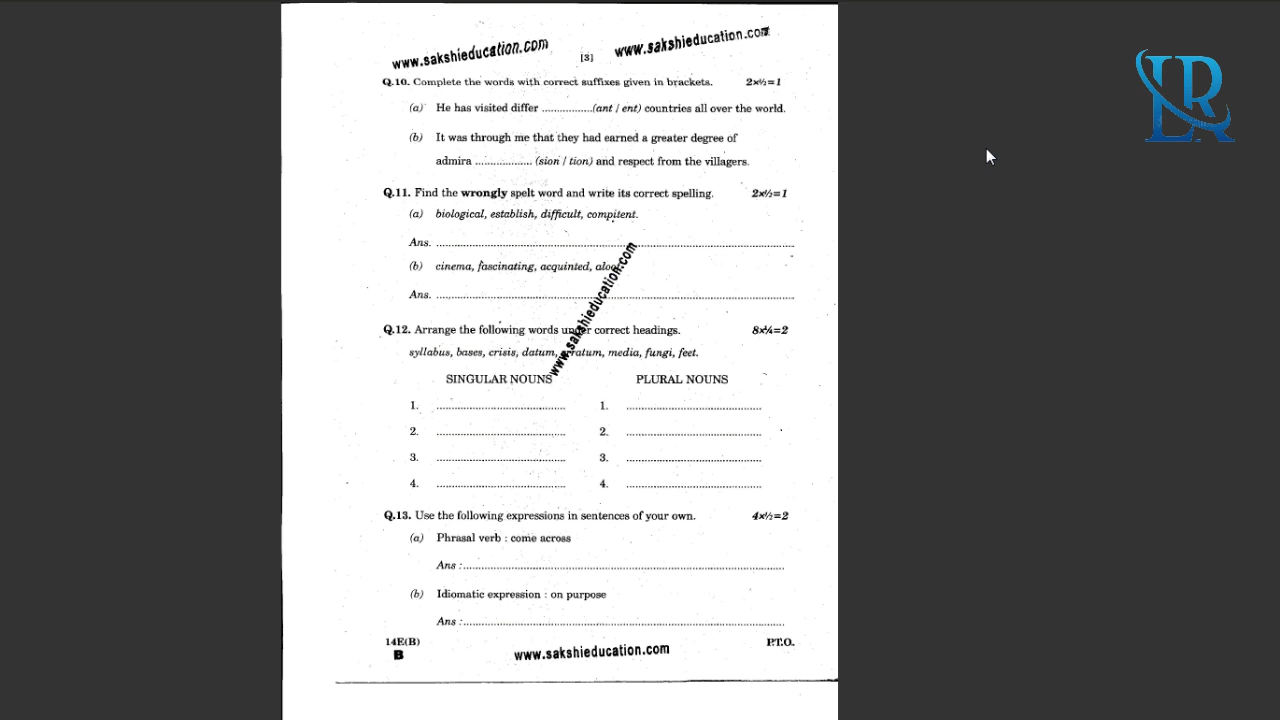 www.sakshieducation.com
[3]
www.sakshieducation.com
Q.10. Complete the words with correct suffixes given in brackets. 2×½=1
(a) He has visited differ ...............(ant / ent) countries all over the world.
(b) It was through me that they had earned a greater degree of
admira ................. (sion / tion) and respect from the villagers.
Q.11. Find the wrongly spelt word and write its correct spelling. 2×½=1
(a) biological, establish, difficult, compitent.
Ans. ........................................................................
(b) cinema, fascinating, acquinted,
Ans. ........................................................................
www.sakshieducation.com
Q.12. Arrange the following words under correct headings. 8×¼=2
syllabus, bases, crisis, datum, media, fungi, feet.
SINGULAR NOUNS PLURAL NOUNS
1. ........................................ 1. ........................................
2. ........................................ 2. ........................................
3. ........................................ 3. ........................................
4. ........................................ 4. ........................................
Q.13. Use the following expressions in sentences of your own. 4×½=2
(a) Phrasal verb : come across
Ans :........................................................................
(b) Idiomatic expression : on purpose
Ans :........................................................................
14E(B)
B
www.sakshieducation.com
P.T.O.
LR